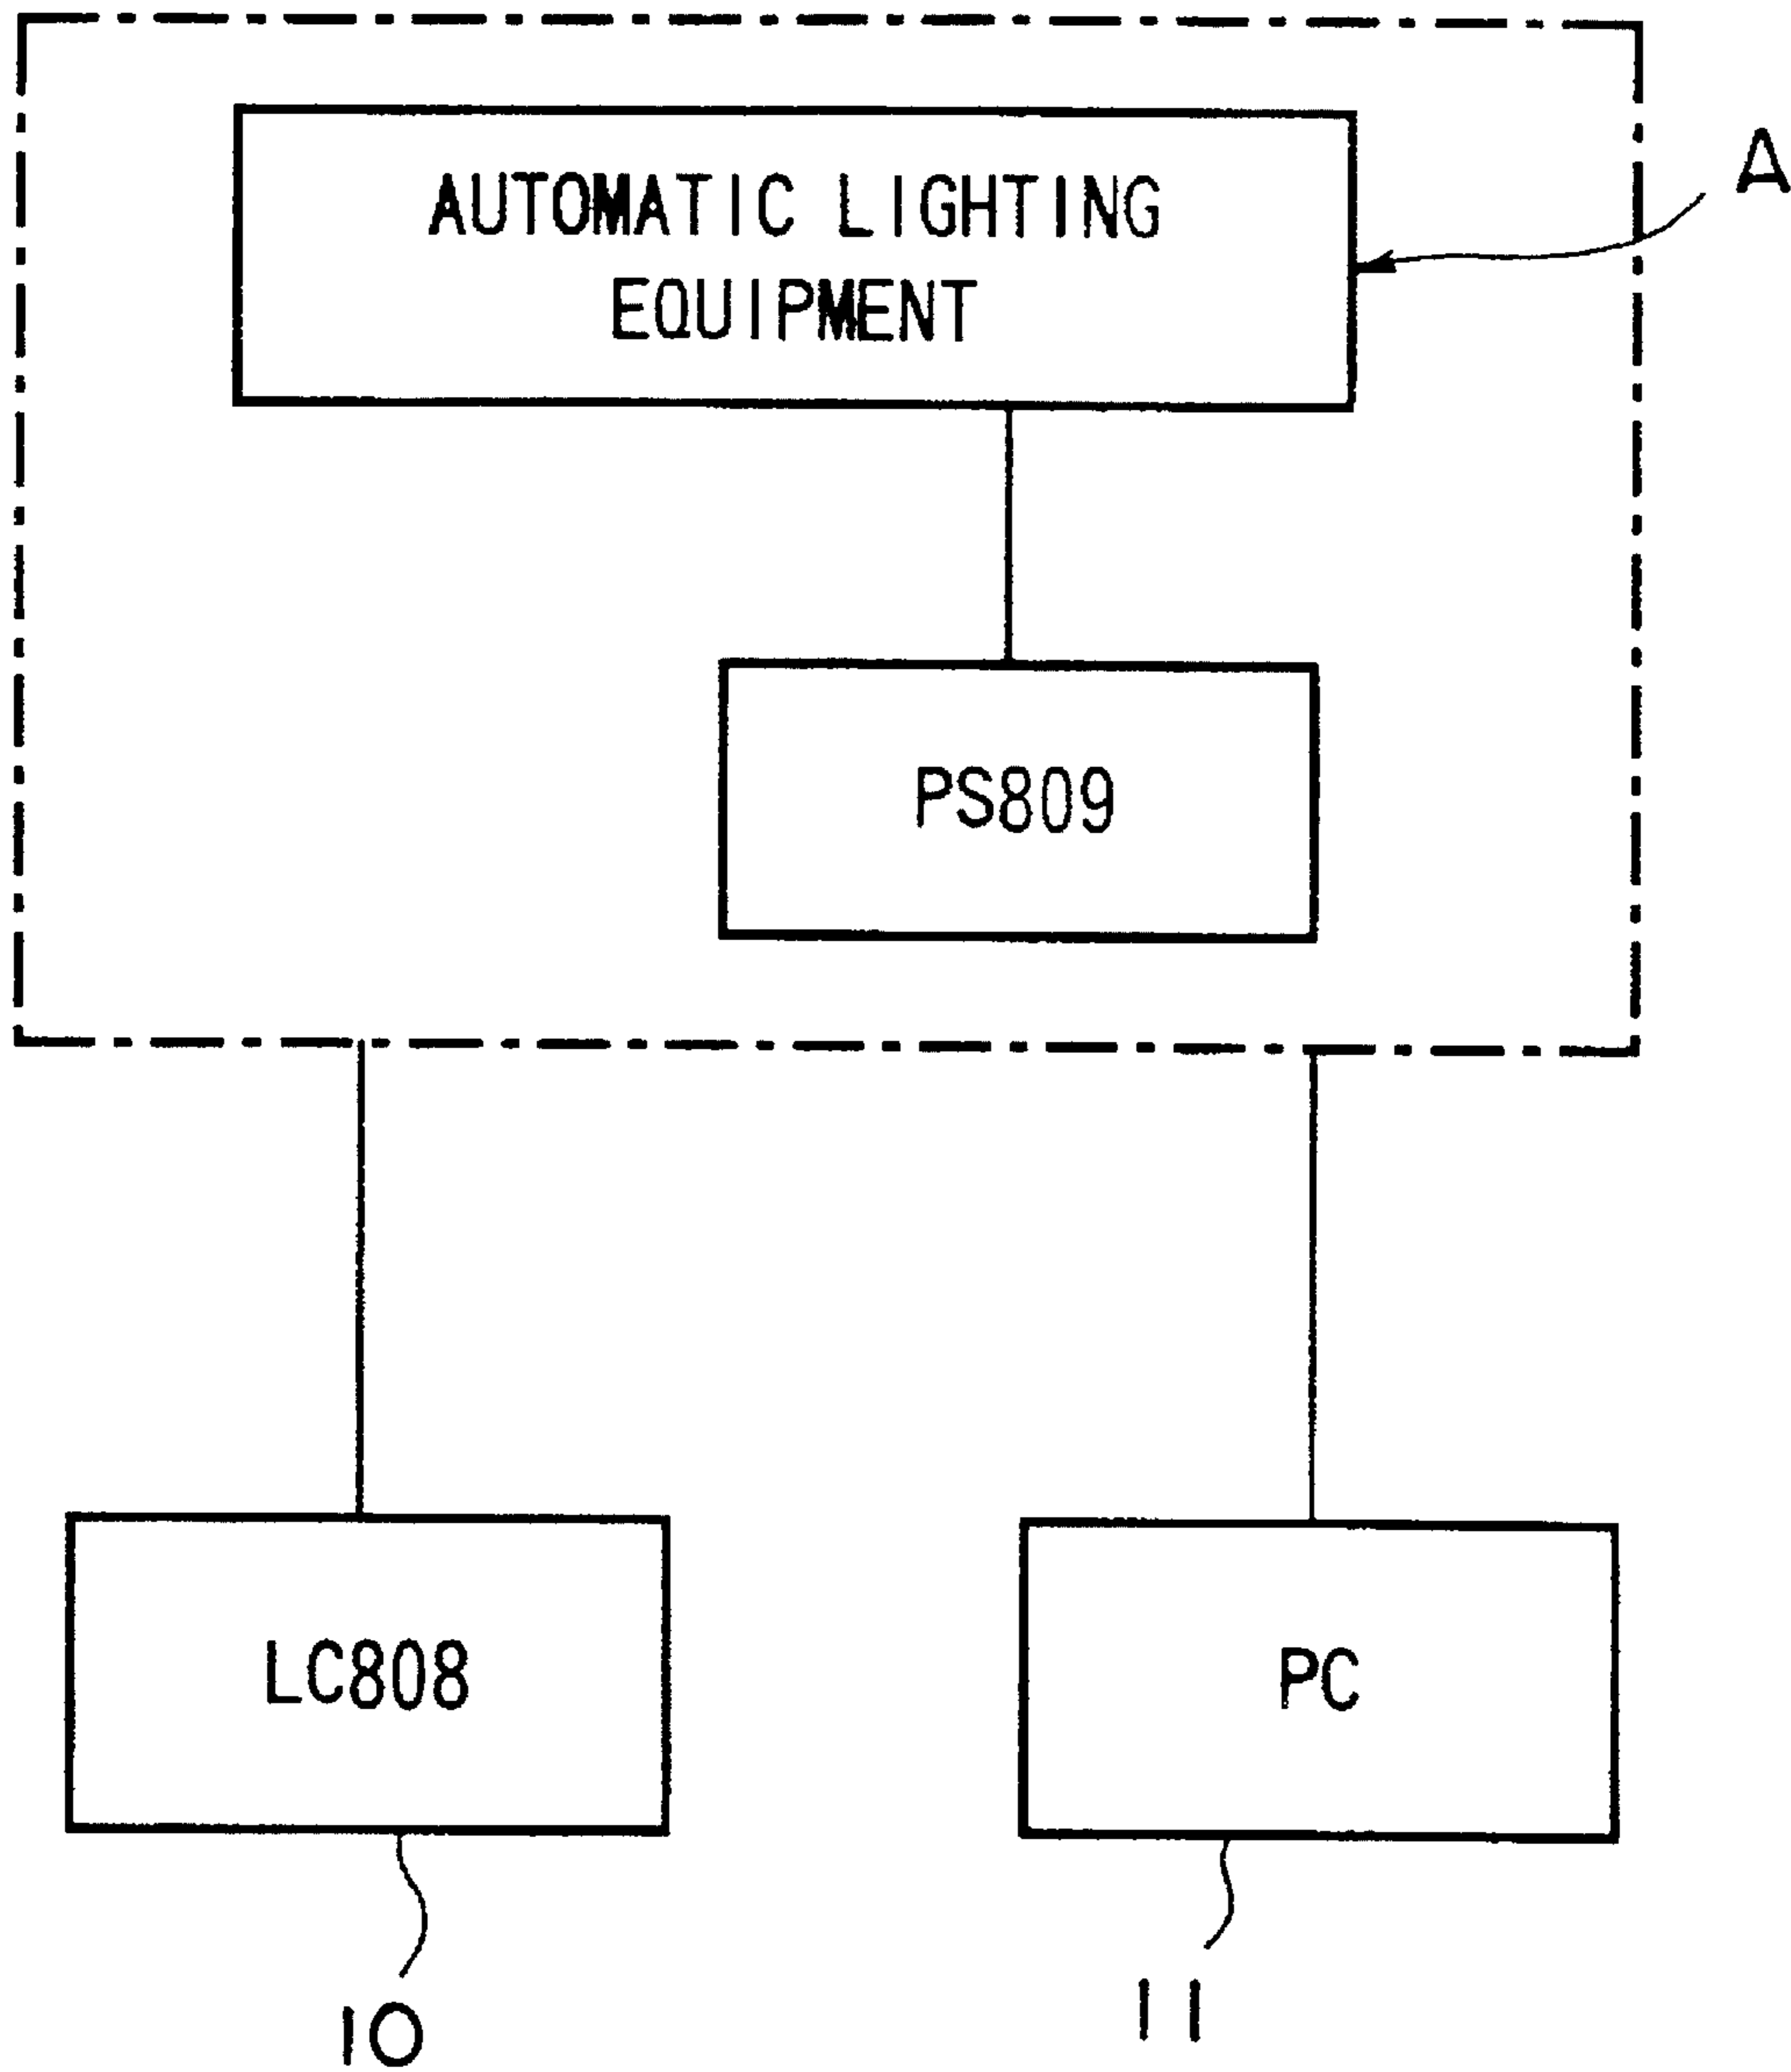 A
AUTOMATIC LIGHTING
EQUIPMENT
PS809
LC808
PC
10
11